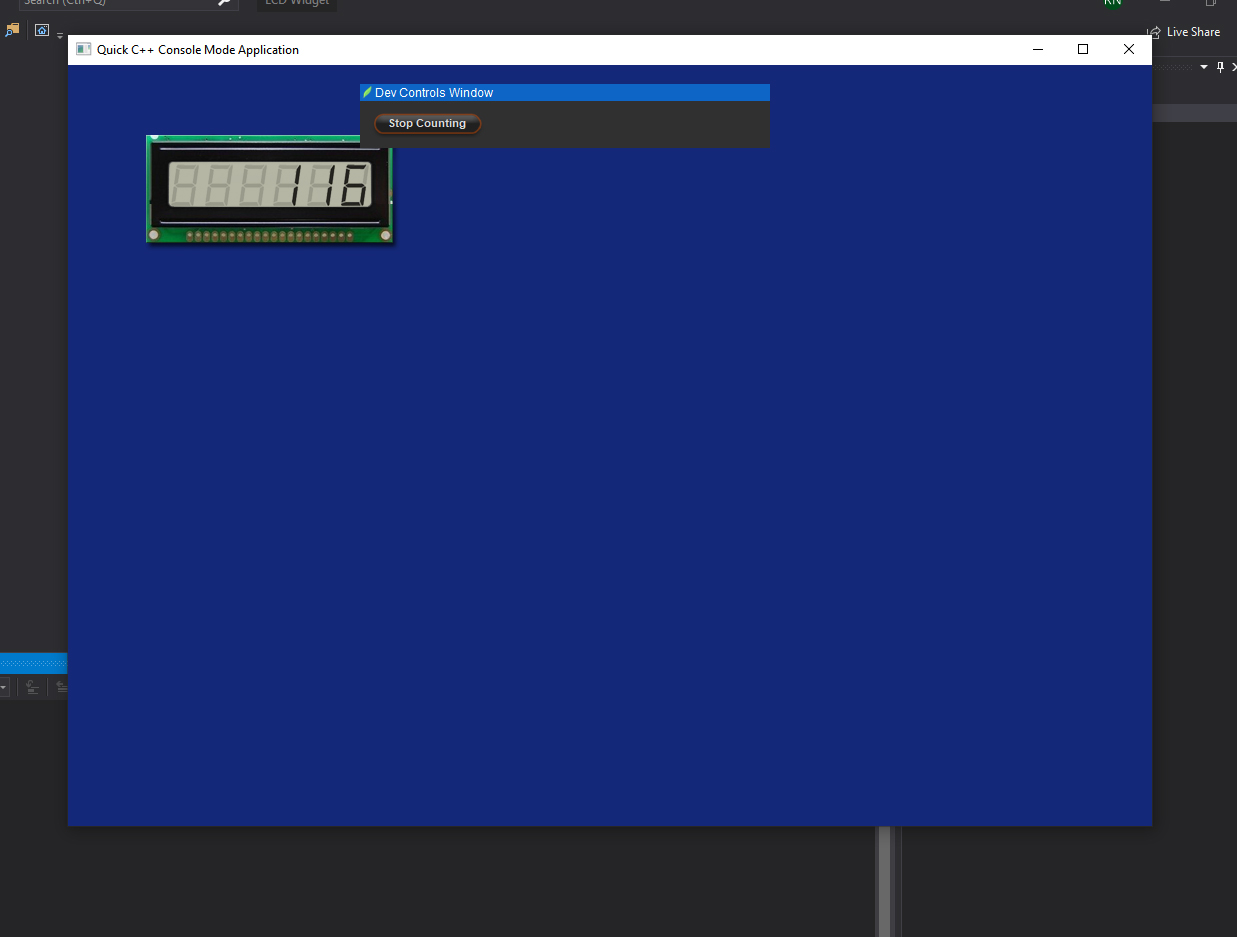 Search (Ctrl+Q)
LCD Widget
RN
Live Share
Quick C++ Console Mode Application
Dev Controls Window
Stop Counting
116